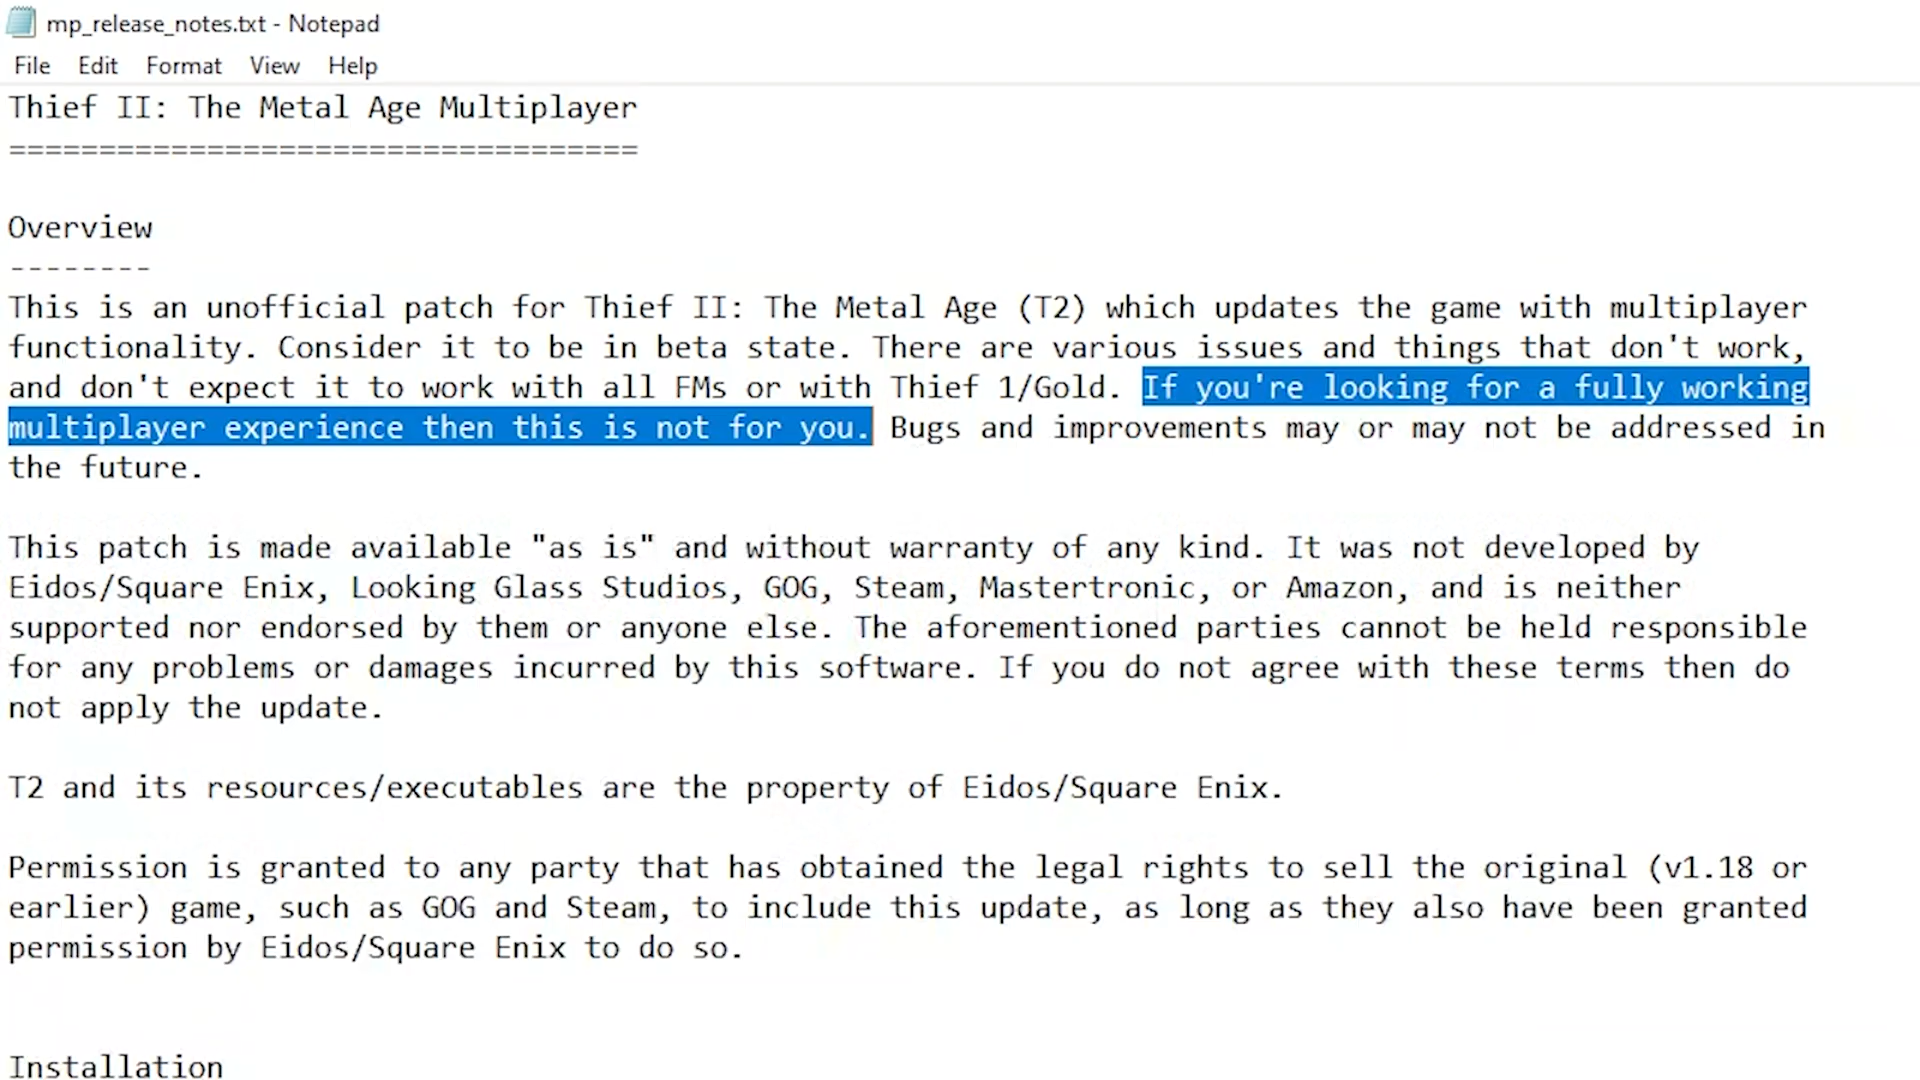 mp_release_notes.txt - Notepad
File Edit Format View Help
Thief II: The Metal Age Multiplayer
===================================
Overview
--------
This is an unofficial patch for Thief II: The Metal Age (T2) which updates the game with multiplayer
functionality. Consider it to be in beta state. There are various issues and things that don't work,
and don't expect it to work with all FMs or with Thief 1/Gold. If you're looking for a fully working
multiplayer experience then this is not for you. Bugs and improvements may or may not be addressed in
the future.
This patch is made available "as is" and without warranty of any kind. It was not developed by
Eidos/Square Enix, Looking Glass Studios, GOG, Steam, Mastertronic, or Amazon, and is neither
supported nor endorsed by them or anyone else. The aforementioned parties cannot be held responsible
for any problems or damages incurred by this software. If you do not agree with these terms then do
not apply the update.
T2 and its resources/executables are the property of Eidos/Square Enix.
Permission is granted to any party that has obtained the legal rights to sell the original (v1.18 or
earlier) game, such as GOG and Steam, to include this update, as long as they also have been granted
permission by Eidos/Square Enix to do so.
Installation